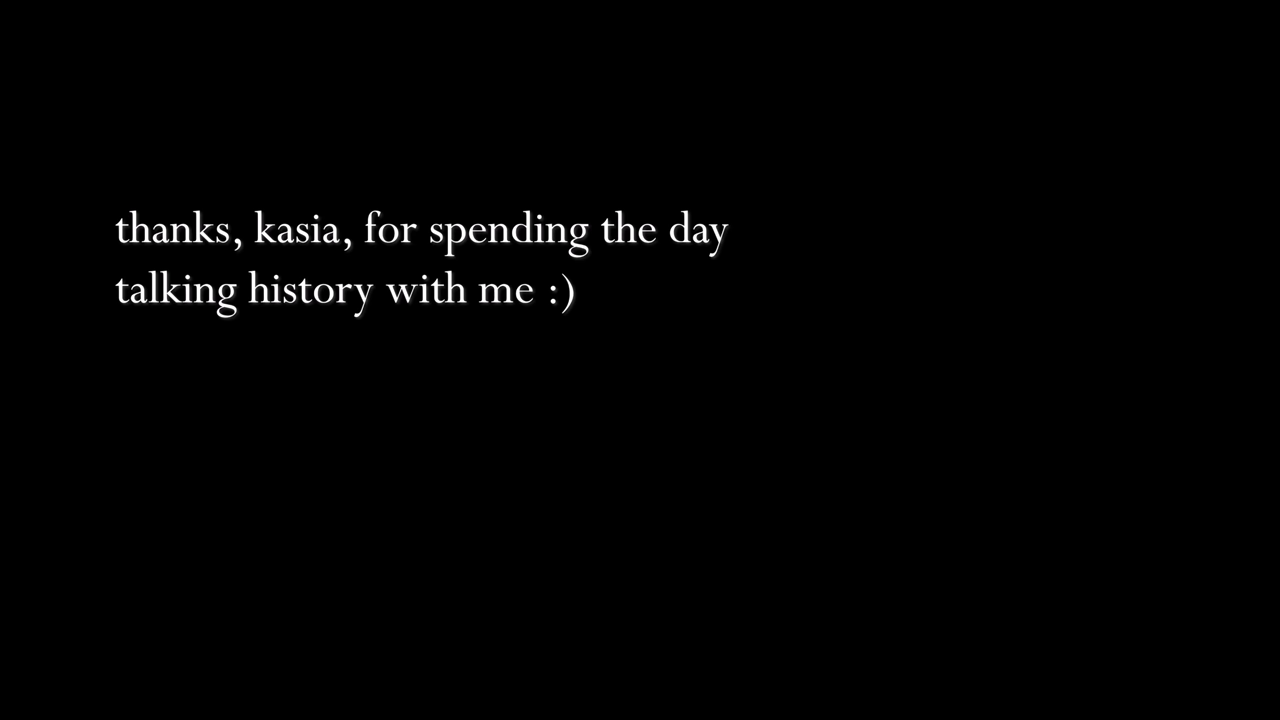 thanks, kasia, for spending the day
talking history with me :)